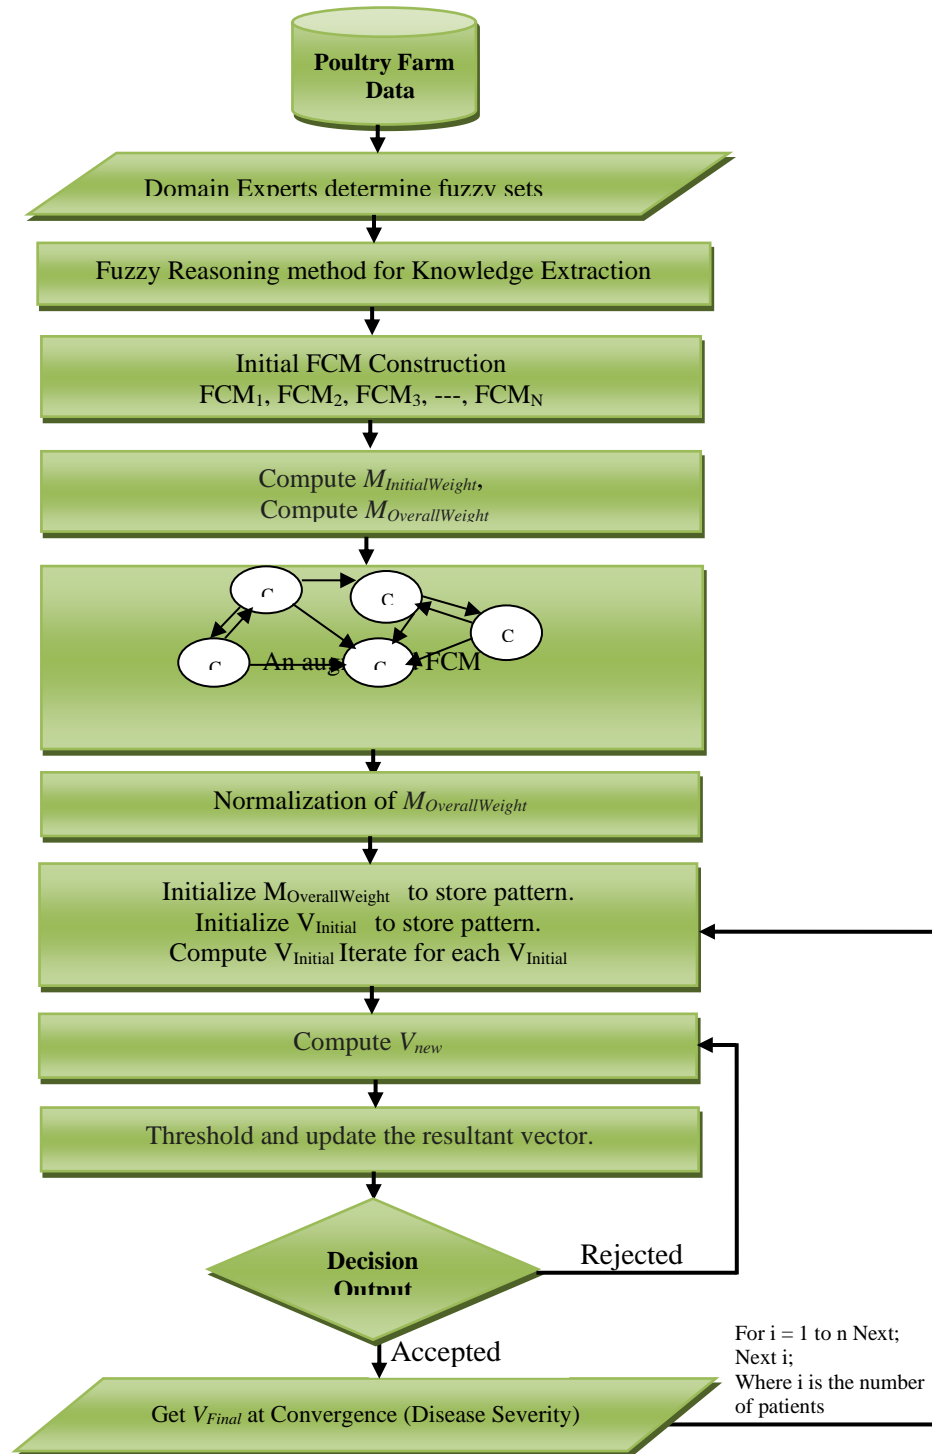 Poultry Farm
Data
Domain Experts determine fuzzy sets
Fuzzy Reasoning method for Knowledge Extraction
Initial FCM Construction
FCM1, FCM2, FCM3, ---, FCMN
Compute MInitialWeight,
Compute MOverallWeight
C
C
C
C
C
An aug FCM
Normalization of MOverallWeight
Initialize MOverallWeight to store pattern.
Initialize VInitial to store pattern.
Compute VInitial Iterate for each VInitial
Compute Vnew
Threshold and update the resultant vector.
Decision
Output
Rejected
Accepted
For i = 1 to n Next;
Next i;
Where i is the number
of patients
Get VFinal at Convergence (Disease Severity)